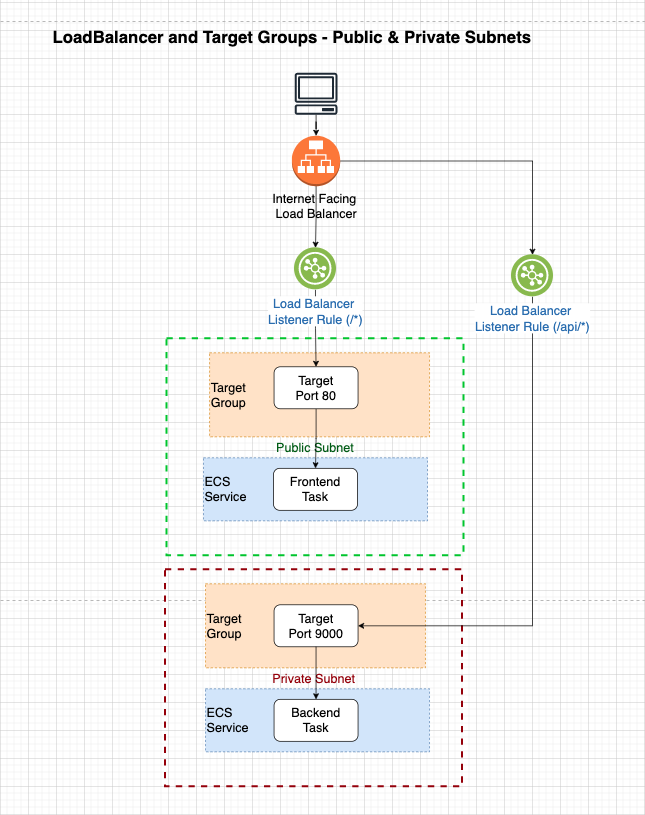 LoadBalancer and Target Groups - Public & Private Subnets
Internet Facing
Load Balancer
Load Balancer
Listener Rule (/*)
Load Balancer
Listener Rule (/api/*)
Target
Group
Target
Port 80
Public Subnet
ECS
Service
Frontend
Task
Target
Group
Target
Port 9000
Private Subnet
ECS
Service
Backend
Task